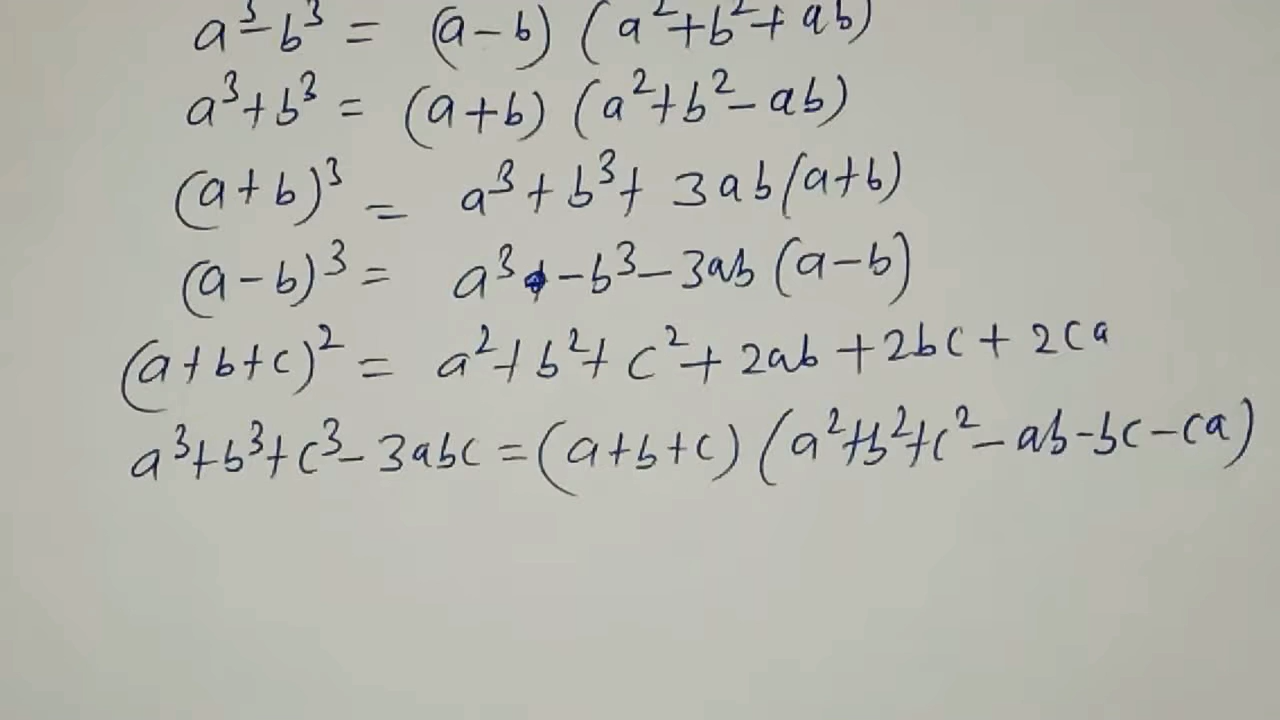 a³-b³ = (a-b) (a²+b²+ab)
a³+b³ = (a+b) (a²+b²-ab)
(a+b)³ = a³+b³+ 3ab(a+b)
(a-b)³ = a³-b³-3ab (a-b)
(a+b+c)² = a²+b²+c²+2ab+2bc+2ca
a³+b³+c³-3abc=(a+b+c) (a²+b²+c²-ab-bc-ca)